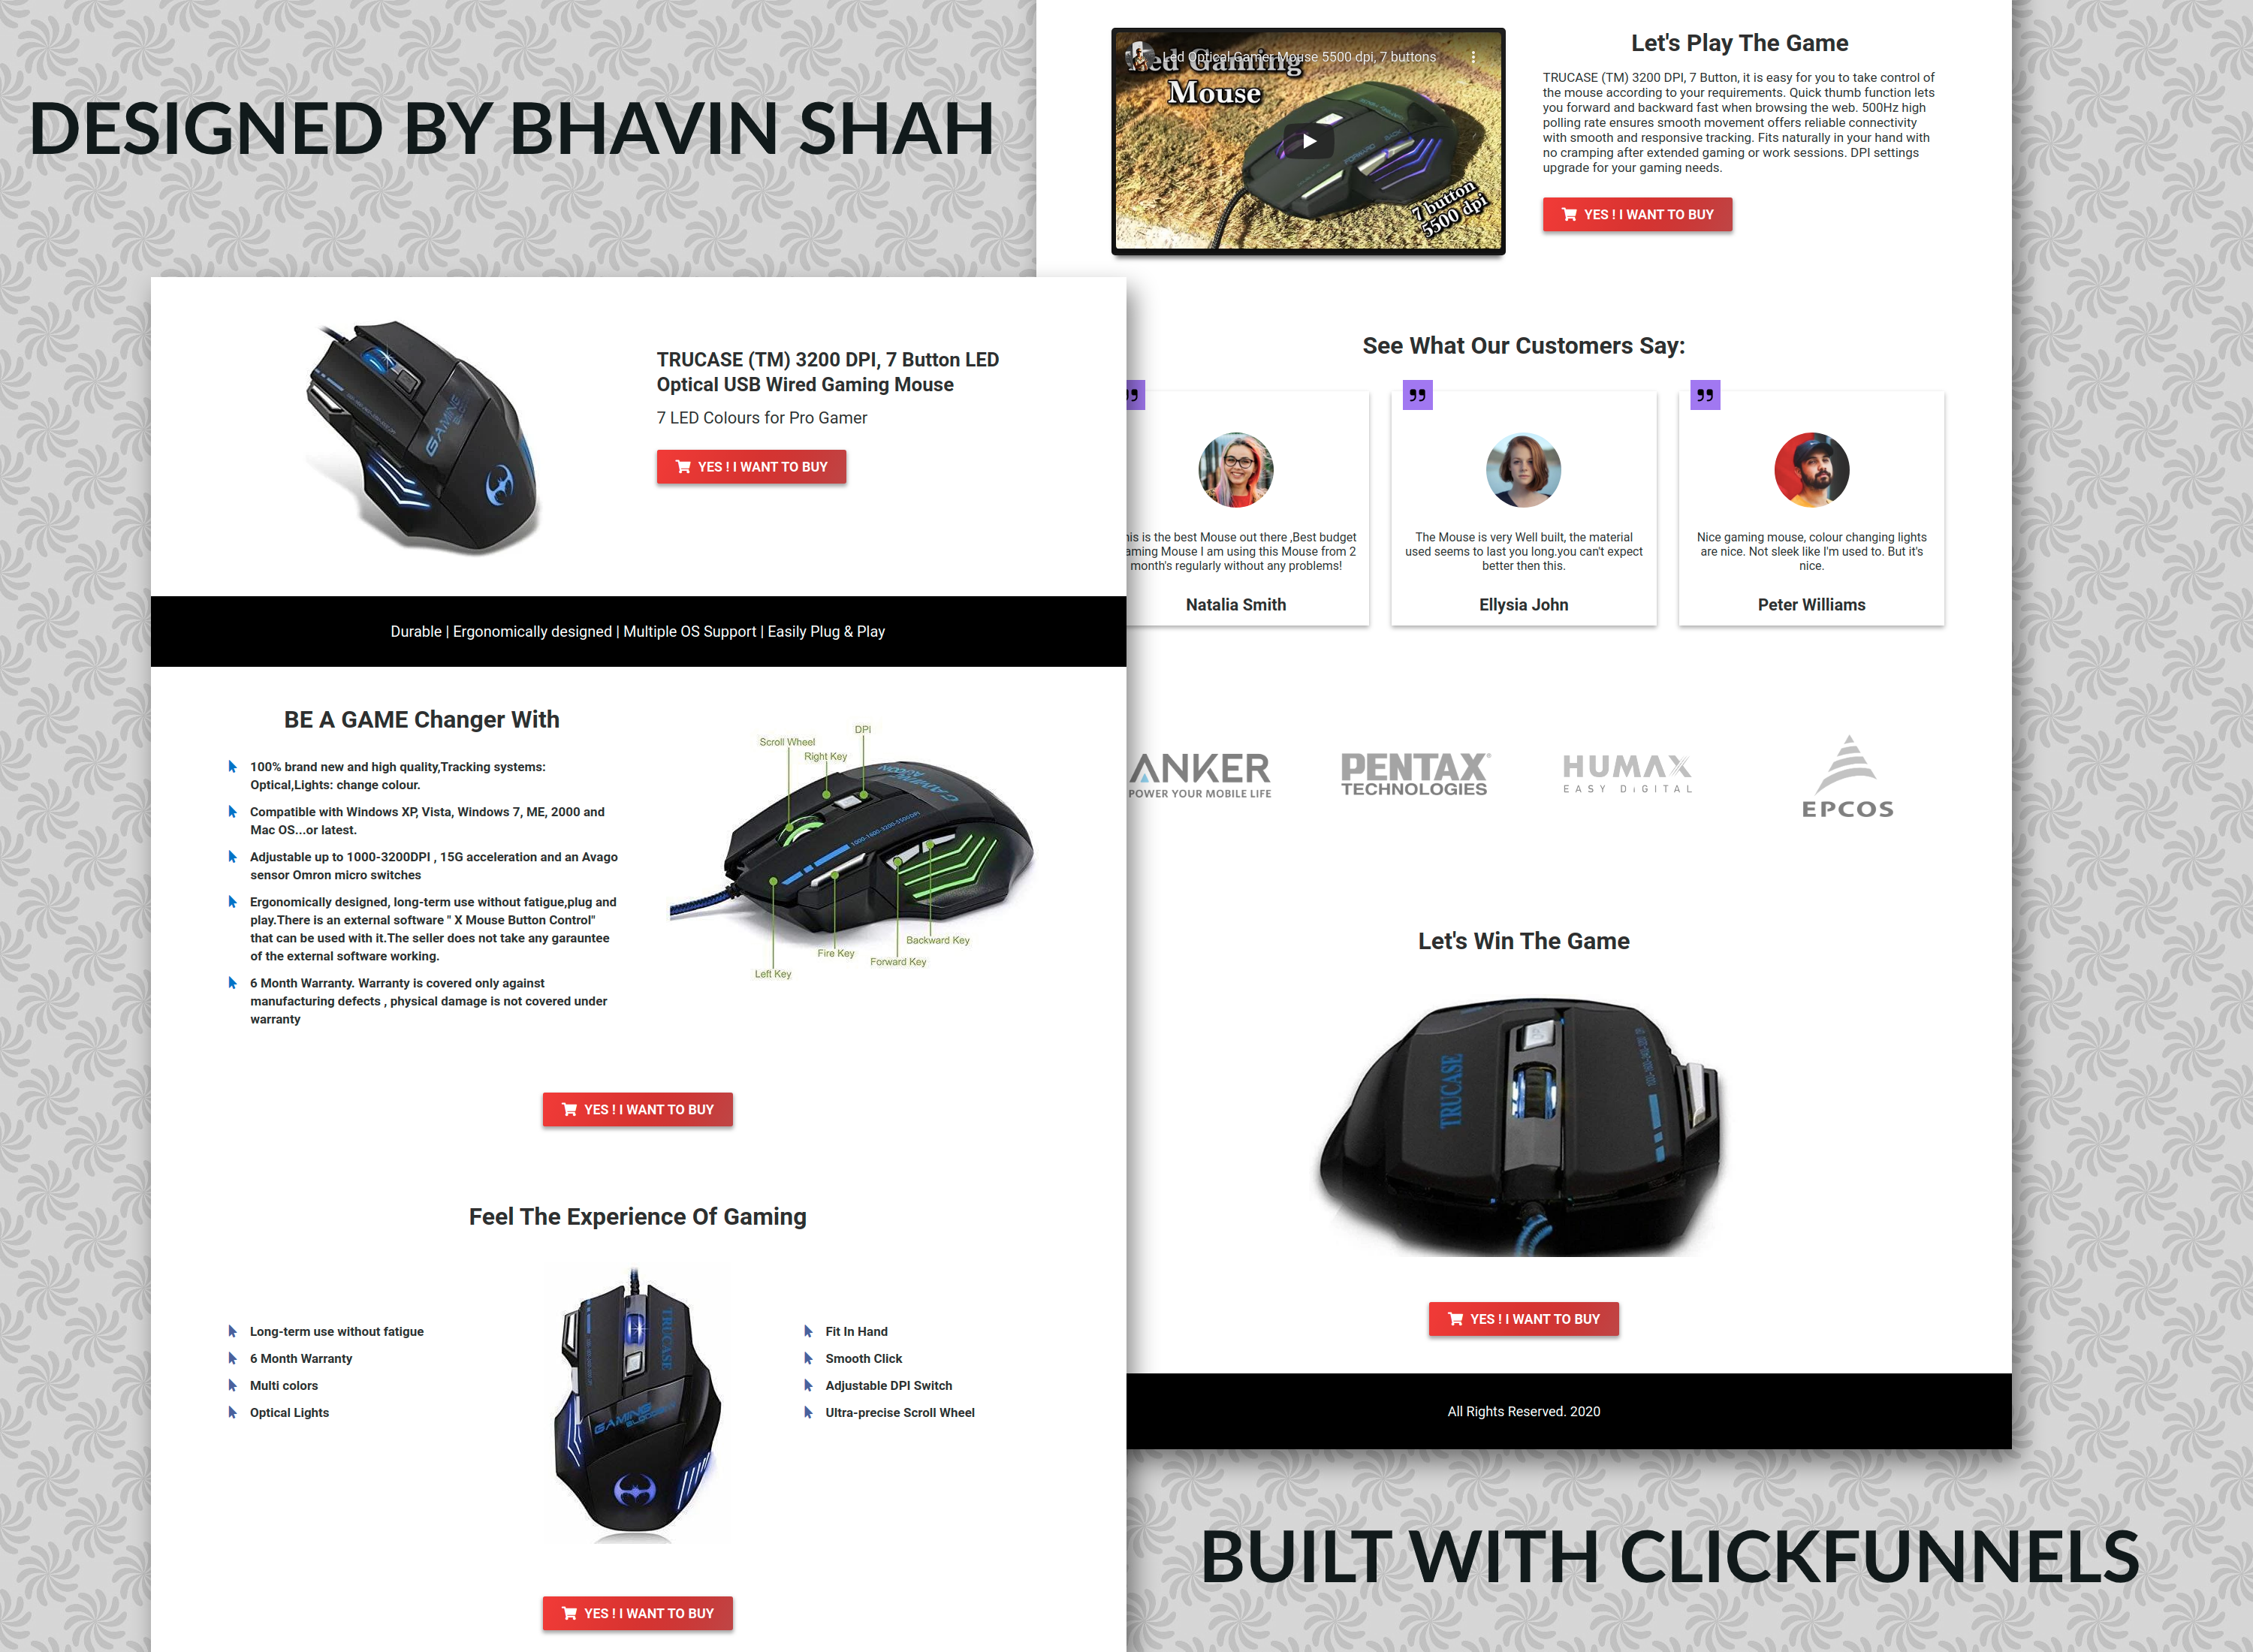 DESIGNED BY BHAVIN SHAH
TRUCASE (TM) 3200 DPI, 7 Button LED
Optical USB Wired Gaming Mouse
7 LED Colours for Pro Gamer
YES ! I WANT TO BUY
GAMING
Durable | Ergonomically designed | Multiple OS Support | Easily Plug & Play
BE A GAME Changer With
100% brand new and high quality,Tracking systems:
Optical,Lights: change colour.
Compatible with Windows XP, Vista, Windows 7, ME, 2000 and
Mac OS...or latest.
Adjustable up to 1000-3200DPI , 15G acceleration and an Avago
sensor Omron micro switches
Ergonomically designed, long-term use without fatigue,plug and
play.There is an external software " X Mouse Button Control"
that can be used with it.The seller does not take any garauntee
of the external software working.
6 Month Warranty. Warranty is covered only against
manufacturing defects , physical damage is not covered under
warranty
DPI
Scroll Wheel
Right Key
GAMING
1000-1600-3200-5500DPI
Backward Key
Fire Key
Forward Key
Left Key
YES ! I WANT TO BUY
Feel The Experience Of Gaming
Long-term use without fatigue
6 Month Warranty
Multi colors
Optical Lights
TRUCASE
GAMING
Fit In Hand
Smooth Click
Adjustable DPI Switch
Ultra-precise Scroll Wheel
YES ! I WANT TO BUY
Led Optical Gamer Mouse 5500 dpi, 7 buttons
ed Gaming
Mouse
FORWARD
BACK
7 button
5500 dpi
Let's Play The Game
TRUCASE (TM) 3200 DPI, 7 Button, it is easy for you to take control of
the mouse according to your requirements. Quick thumb function lets
you forward and backward fast when browsing the web. 500Hz high
polling rate ensures smooth movement offers reliable connectivity
with smooth and responsive tracking. Fits naturally in your hand with
no cramping after extended gaming or work sessions. DPI settings
upgrade for your gaming needs.
YES ! I WANT TO BUY
See What Our Customers Say:
his is the best Mouse out there ,Best budget
aming Mouse I am using this Mouse from 2
month's regularly without any problems!
Natalia Smith
The Mouse is very Well built, the material
used seems to last you long.you can't expect
better then this.
Ellysia John
Nice gaming mouse, colour changing lights
are nice. Not sleek like I'm used to. But it's
nice.
Peter Williams
ANKER
POWER YOUR MOBILE LIFE
PENTAX®
TECHNOLOGIES
HUMAX
EASY DiGITAL
EPCOS
Let's Win The Game
TRUCASE
YES ! I WANT TO BUY
All Rights Reserved. 2020
BUILT WITH CLICKFUNNELS